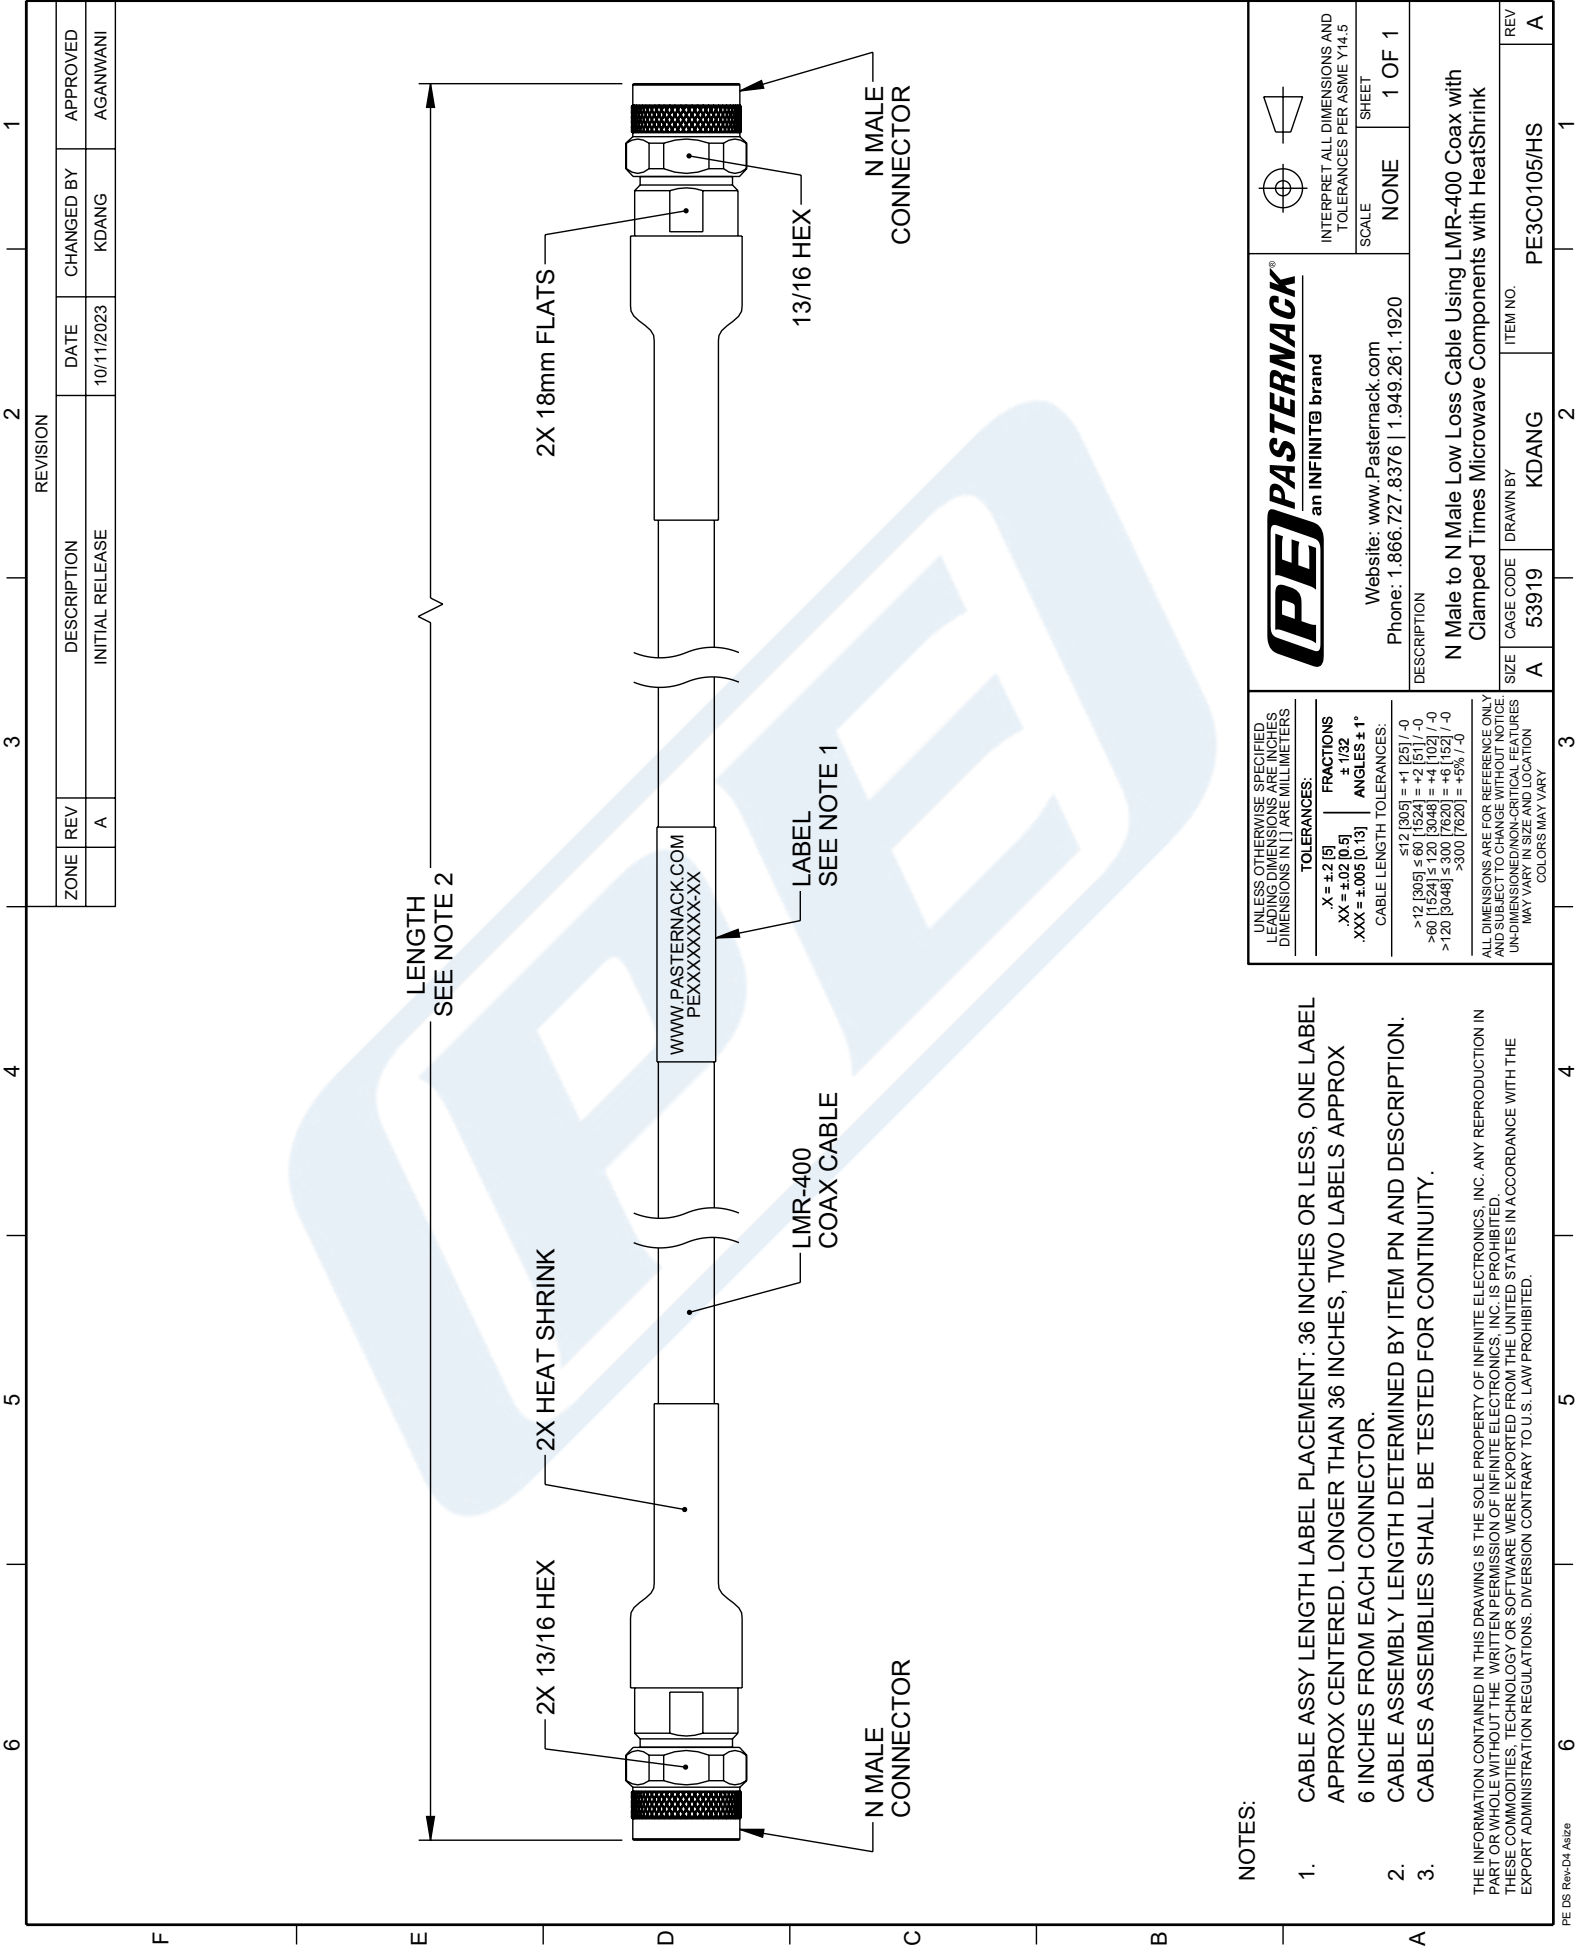 6
5
4
3
2
1
REVISION
ZONE REV DESCRIPTION DATE CHANGED BY APPROVED
A INITIAL RELEASE 10/11/2023 KDANG AGANWANI
F
E
D
C
B
A
LENGTH
SEE NOTE 2
2X 13/16 HEX
2X HEAT SHRINK
2X 18mm FLATS
WWW.PASTERNACK.COM
PEXXXXXXXX-XX
N MALE
CONNECTOR
LMR-400
COAX CABLE
LABEL
SEE NOTE 1
13/16 HEX
N MALE
CONNECTOR
NOTES:
1. CABLE ASSY LENGTH LABEL PLACEMENT: 36 INCHES OR LESS, ONE LABEL
APPROX CENTERED. LONGER THAN 36 INCHES, TWO LABELS APPROX
6 INCHES FROM EACH CONNECTOR.
2. CABLE ASSEMBLY LENGTH DETERMINED BY ITEM PN AND DESCRIPTION.
3. CABLES ASSEMBLIES SHALL BE TESTED FOR CONTINUITY.
THE INFORMATION CONTAINED IN THIS DRAWING IS THE SOLE PROPERTY OF INFINITE ELECTRONICS, INC. ANY REPRODUCTION IN
PART OR WHOLE WITHOUT THE WRITTEN PERMISSION OF INFINITE ELECTRONICS, INC. IS PROHIBITED.
THESE COMMODITIES, TECHNOLOGY OR SOFTWARE WERE EXPORTED FROM THE UNITED STATES IN ACCORDANCE WITH THE
EXPORT ADMINISTRATION REGULATIONS. DIVERSION CONTRARY TO U.S. LAW PROHIBITED.
UNLESS OTHERWISE SPECIFIED
LEADING DIMENSIONS ARE INCHES
DIMENSIONS IN [ ] ARE MILLIMETERS
TOLERANCES:
.X = ±.2 [5]
.XX = ±.02 [0.5]
.XXX = ±.005 [0.13]
FRACTIONS
± 1/32
ANGLES ± 1°
CABLE LENGTH TOLERANCES:
≤12 [305] = +1 [25] / -0
>12 [305] ≤ 60 [1524] = +2 [51] / -0
>60 [1524] ≤ 120 [3048] = +4 [102] / -0
>120 [3048] ≤ 300 [7620] = +6 [152] / -0
>300 [7620] = +5% / -0
ALL DIMENSIONS ARE FOR REFERENCE ONLY
AND SUBJECT TO CHANGE WITHOUT NOTICE.
UN-DIMENSIONED/NON-CRITICAL FEATURES
MAY VARY IN SIZE AND LOCATION
COLORS MAY VARY
PE PASTERNACK®
an INFINITE brand
Website: www.Pasternack.com
Phone: 1.866.727.8376 | 1.949.261.1920
INTERPRET ALL DIMENSIONS AND
TOLERANCES PER ASME Y14.5
SCALE
NONE
SHEET
1 OF 1
DESCRIPTION
N Male to N Male Low Loss Cable Using LMR-400 Coax with
Clamped Times Microwave Components with HeatShrink
SIZE
A
CAGE CODE
53919
DRAWN BY
KDANG
ITEM NO.
PE3C0105/HS
REV
A
6
5
4
3
2
1
PE DS Rev-D4 Asize